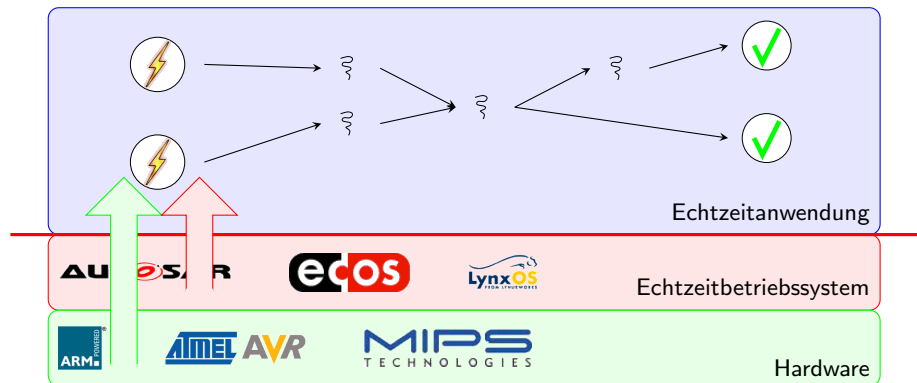 Echtzeitanwendung
AUTOSAR
ecos
LynxOS
FROM LYNUXWORKS
Echtzeitbetriebssystem
ARM POWERED ®
ATMEL AVR
MIPS
TECHNOLOGIES
Hardware